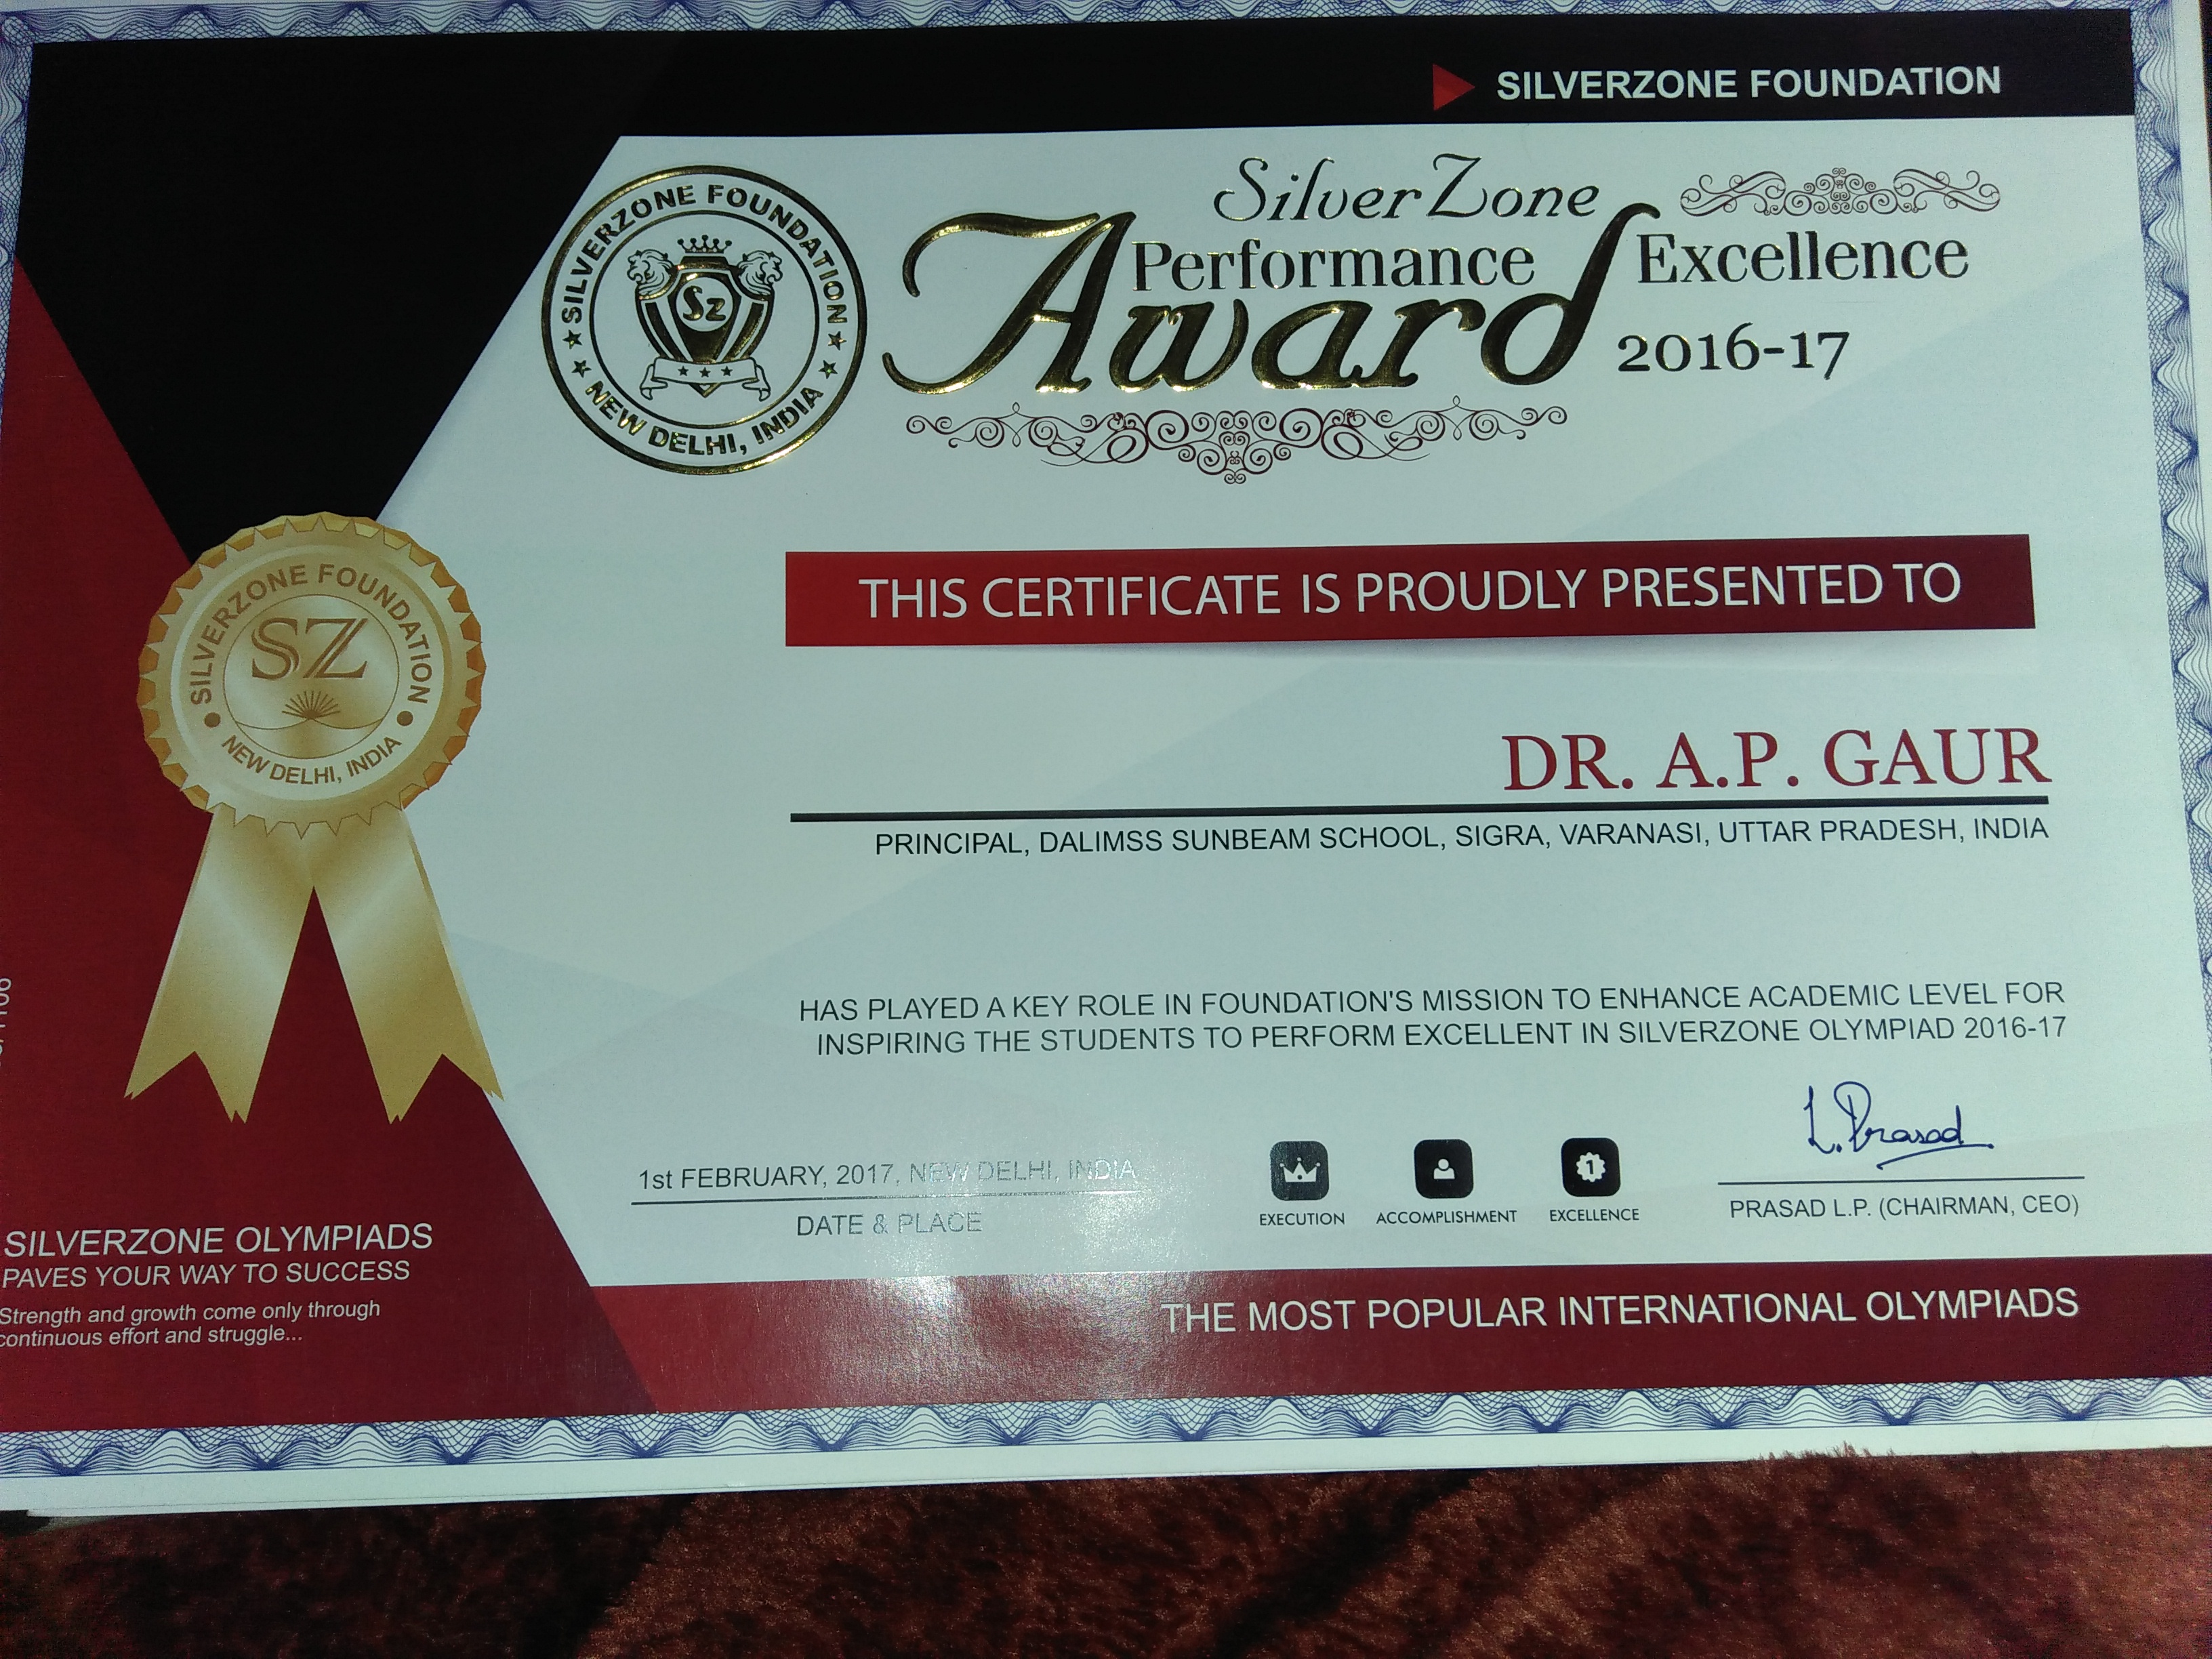 SILVERZONE FOUNDATION
SILVERZONE FOUNDATION
NEW DELHI, INDIA
SZ
SilverZone
Performance Excellence
Award 2016-17
THIS CERTIFICATE IS PROUDLY PRESENTED TO
SILVERZONE FOUNDATION
SZ
NEW DELHI, INDIA
DR. A.P. GAUR
PRINCIPAL, DALIMSS SUNBEAM SCHOOL, SIGRA, VARANASI, UTTAR PRADESH, INDIA
HAS PLAYED A KEY ROLE IN FOUNDATION'S MISSION TO ENHANCE ACADEMIC LEVEL FOR
INSPIRING THE STUDENTS TO PERFORM EXCELLENT IN SILVERZONE OLYMPIAD 2016-17
L. Prasad
1st FEBRUARY, 2017, NEW DELHI, INDIA
DATE & PLACE
EXECUTION
ACCOMPLISHMENT
1
EXCELLENCE
PRASAD L.P. (CHAIRMAN, CEO)
SILVERZONE OLYMPIADS
PAVES YOUR WAY TO SUCCESS
Strength and growth come only through
continuous effort and struggle...
THE MOST POPULAR INTERNATIONAL OLYMPIADS